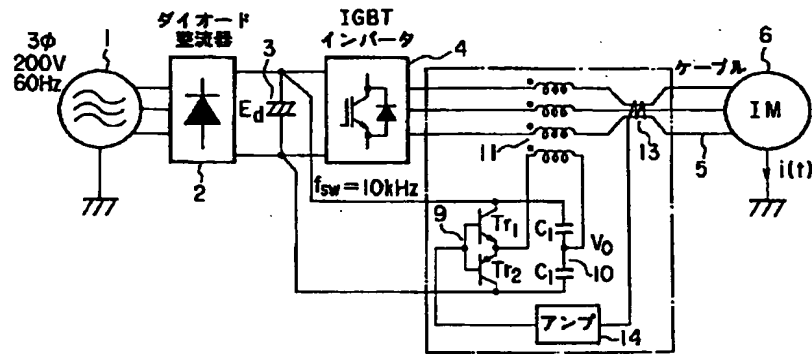 ダイオード
整流器
IGBT
インバータ
3φ
200V
60Hz
1
2
3
Ed
4
fsw=10kHz
6
ケーブル
IM
13
5
i(t)
11
9
Tr1
Tr2
C1
C1
V0
10
アンプ
14